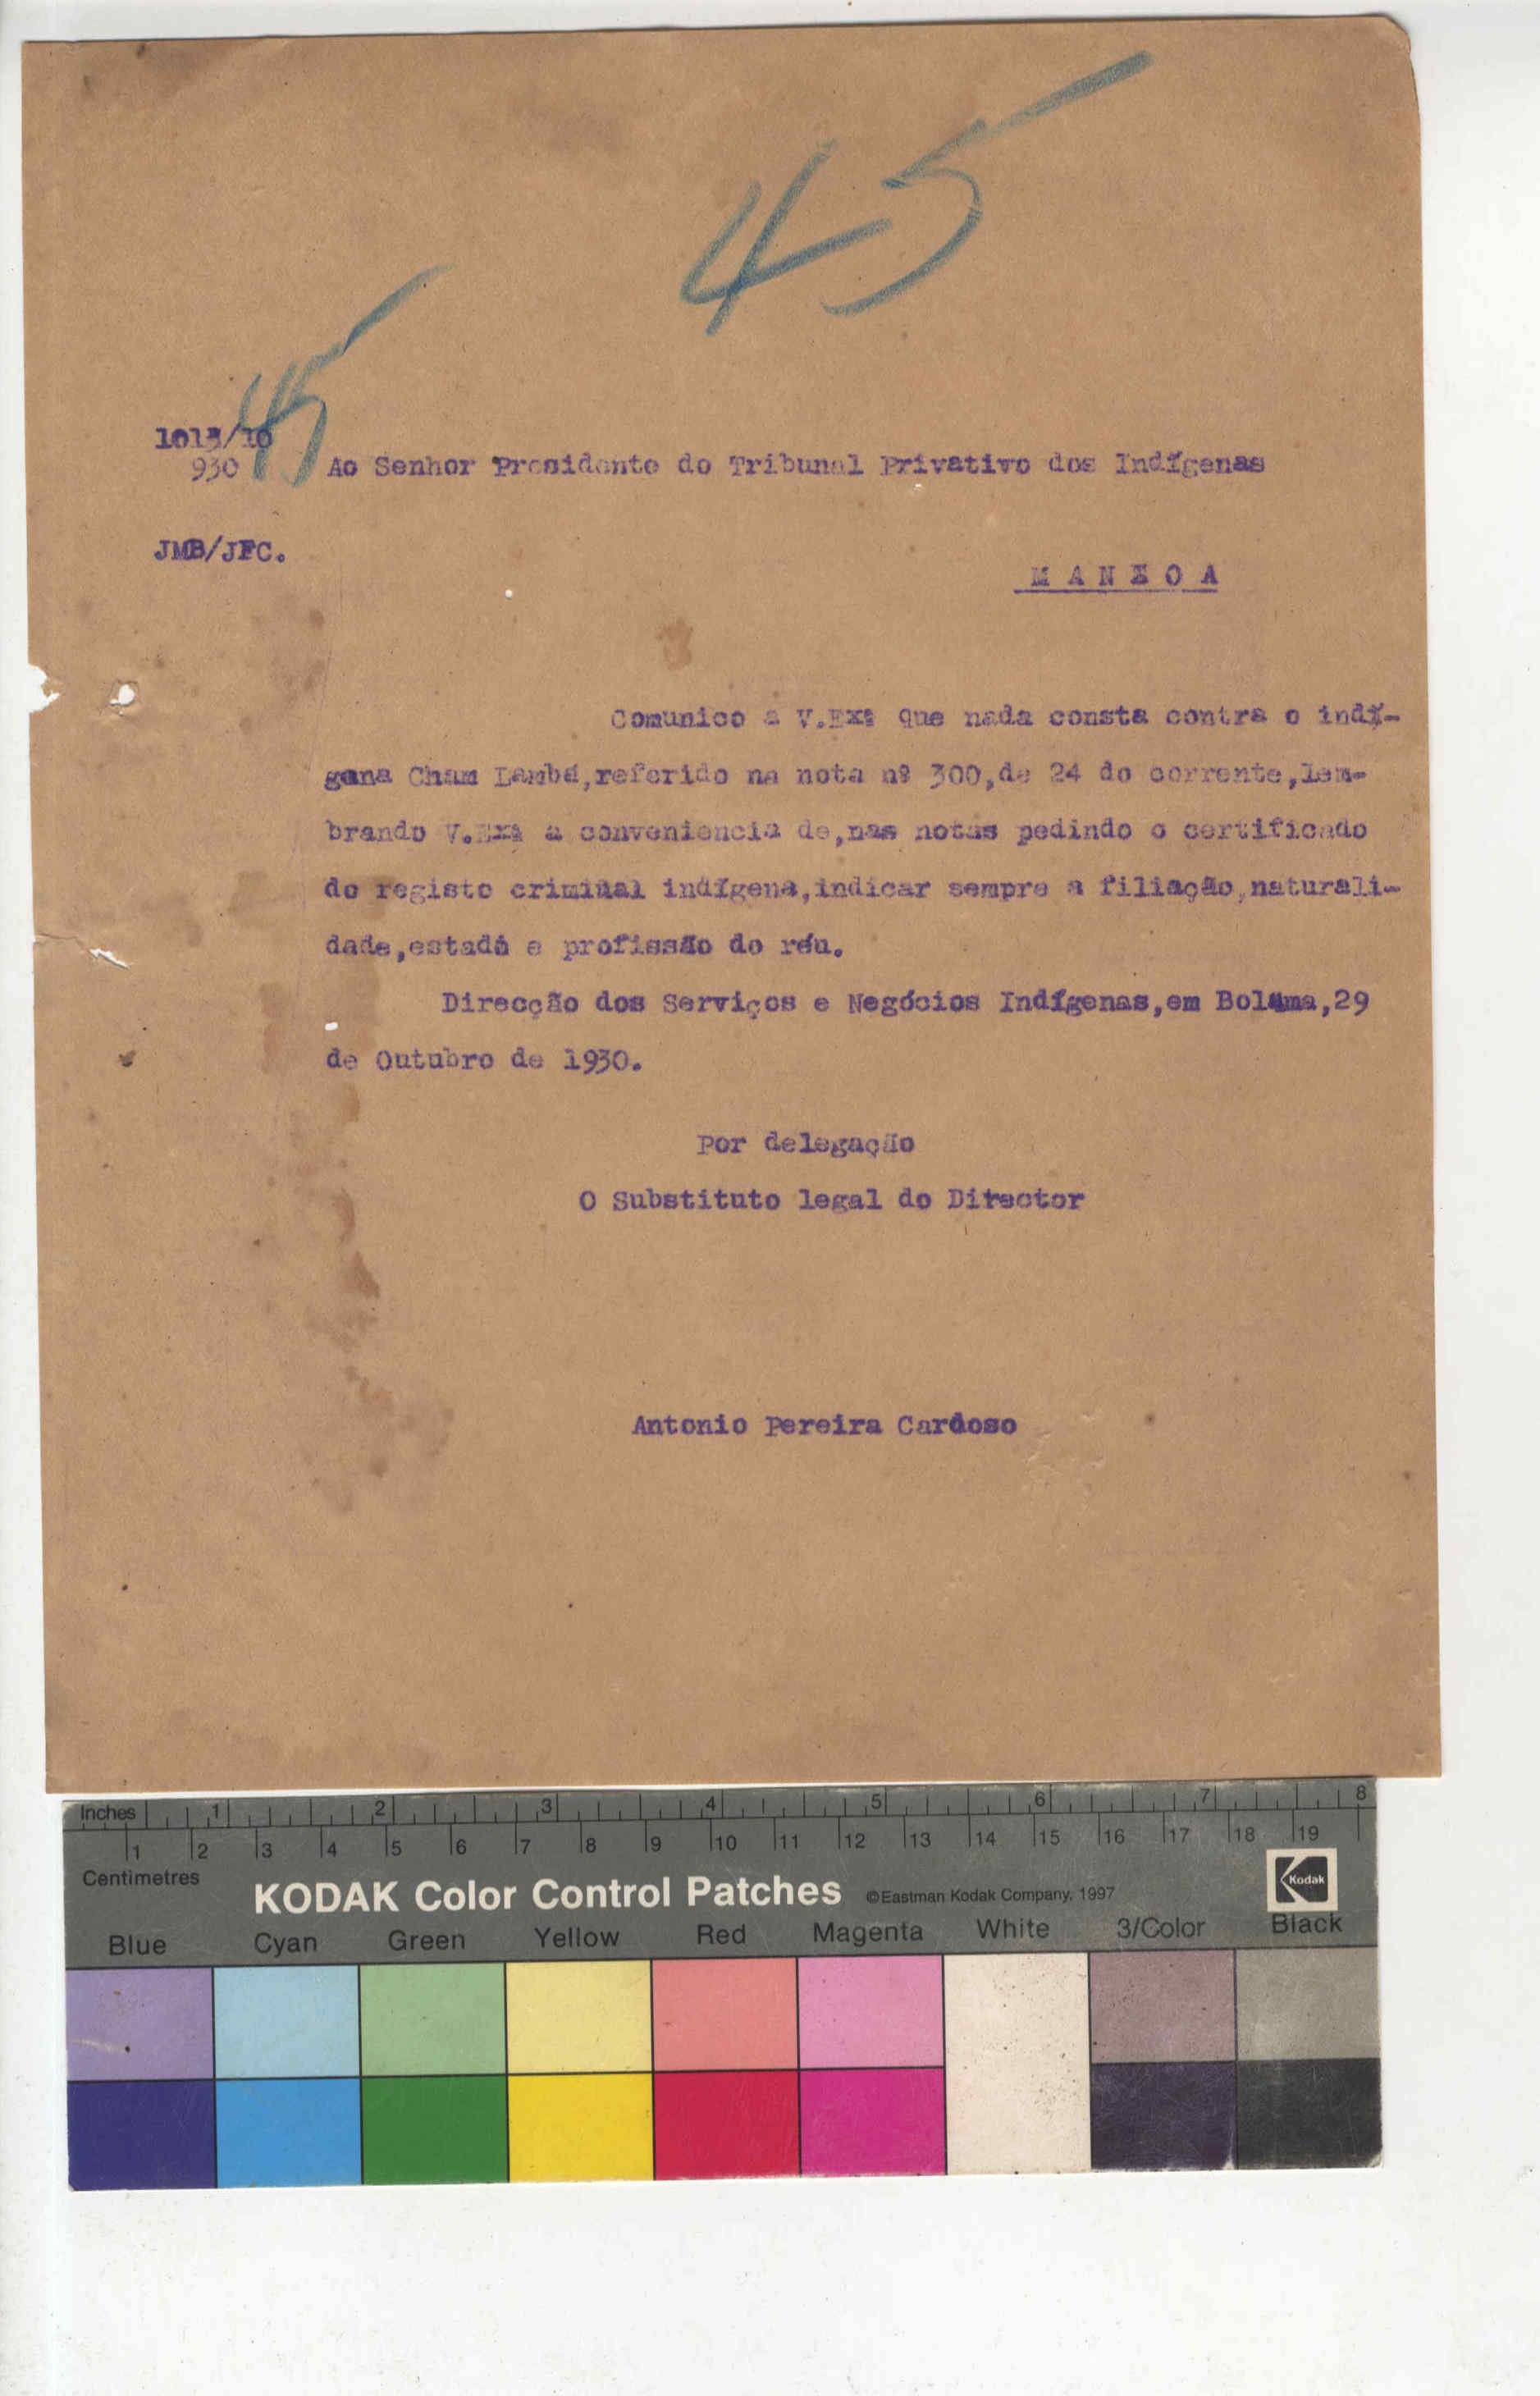 45
45
1013/10
930
Ao Senhor Presidente do Tribunal Privativo dos Indígenas
JMB/JFC.
M A N S O A
Comunico a V.Exª que nada consta contra o indí-
gena Cham Lambá,referido na nota nº 300,de 24 do corrente,lem-
brando V.Exª a conveniencia de,nas notas pedindo o certificado
do registo criminal indígena,indicar sempre a filiação,naturali-
dade,estado e profissão do réu.
Direcção dos Serviços e Negócios Indígenas,em Bolama,29
de Outubro de 1930.
Por delegação
O Substituto legal do Director
Antonio Pereira Cardoso
Inches 1 2 3 4 5 6 7 8
1 2 3 4 5 6 7 8 9 10 11 12 13 14 15 16 17 18 19
Centimetres
KODAK Color Control Patches ©Eastman Kodak Company, 1997 Kodak
Blue Cyan Green Yellow Red Magenta White 3/Color Black